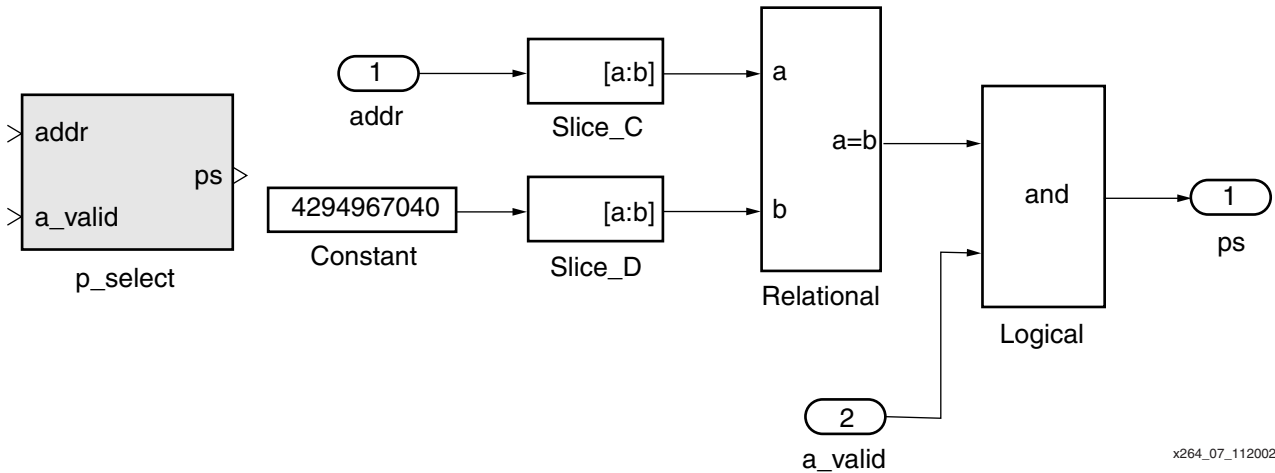 addr
a_valid
ps
p_select
1
addr
4294967040
Constant
[a:b]
Slice_C
[a:b]
Slice_D
a
b
a=b
Relational
and
Logical
2
a_valid
1
ps
x264_07_112002